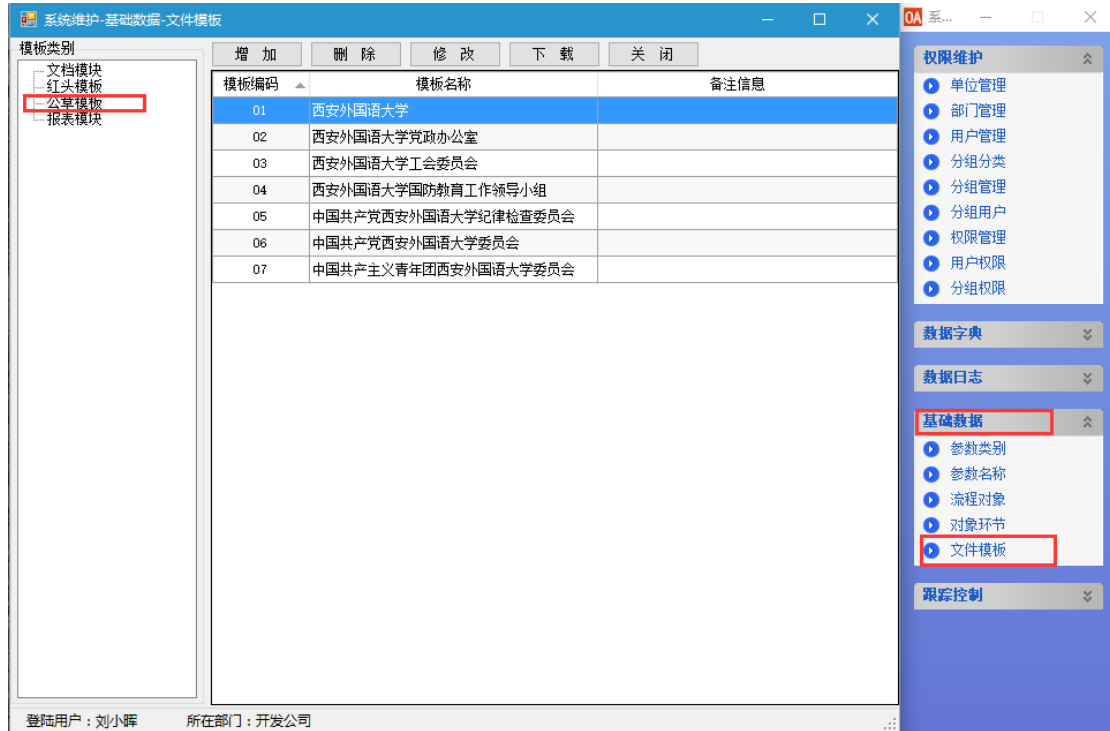 系统维护-基础数据-文件模板
模板类别
文档模块
红头模板
公草模板
报表模块
增 加 删 除 修 改 下 载 关 闭
模板编码 模板名称 备注信息
01 西安外国语大学
02 西安外国语大学党政办公室
03 西安外国语大学工会委员会
04 西安外国语大学国防教育工作领导小组
05 中国共产党西安外国语大学纪律检查委员会
06 中国共产党西安外国语大学委员会
07 中国共产主义青年团西安外国语大学委员会
登陆用户：刘小晖 所在部门：开发公司
OA 系...
权限维护
单位管理
部门管理
用户管理
分组分类
分组管理
分组用户
权限管理
用户权限
分组权限
数据字典
数据日志
基础数据
参数类别
参数名称
流程对象
对象环节
文件模板
跟踪控制